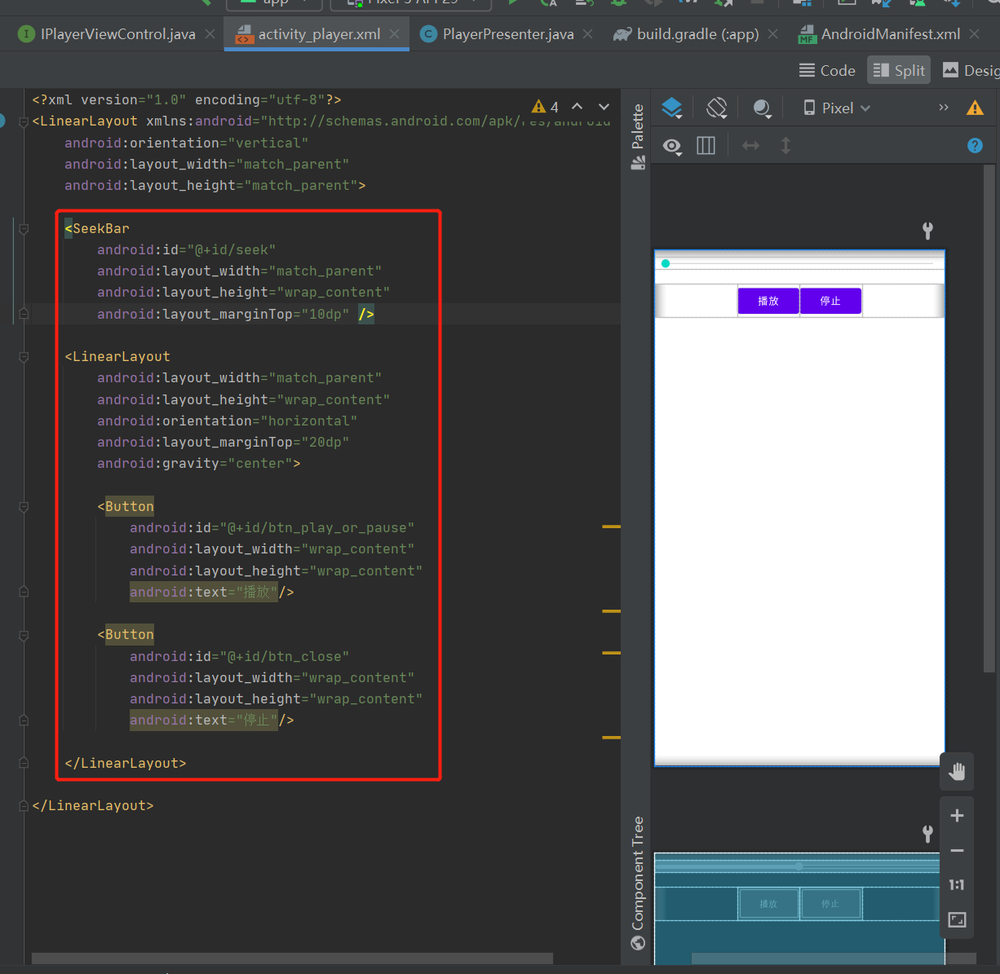 app
Pixel 3 API 29
IPlayerViewControl.java
activity_player.xml
PlayerPresenter.java
build.gradle (:app)
AndroidManifest.xml
Code
Split
Desig
<?xml version="1.0" encoding="utf-8"?>
4
<LinearLayout xmlns:android="http://schemas.android.com/apk/res/android
android:orientation="vertical"
android:layout_width="match_parent"
android:layout_height="match_parent">
<SeekBar
android:id="@+id/seek"
android:layout_width="match_parent"
android:layout_height="wrap_content"
android:layout_marginTop="10dp" />
<LinearLayout
android:layout_width="match_parent"
android:layout_height="wrap_content"
android:orientation="horizontal"
android:layout_marginTop="20dp"
android:gravity="center">
<Button
android:id="@+id/btn_play_or_pause"
android:layout_width="wrap_content"
android:layout_height="wrap_content"
android:text="播放"/>
<Button
android:id="@+id/btn_close"
android:layout_width="wrap_content"
android:layout_height="wrap_content"
android:text="停止"/>
</LinearLayout>
</LinearLayout>
Palette
Component Tree
Pixel
播放
停止
1:1
播放
停止